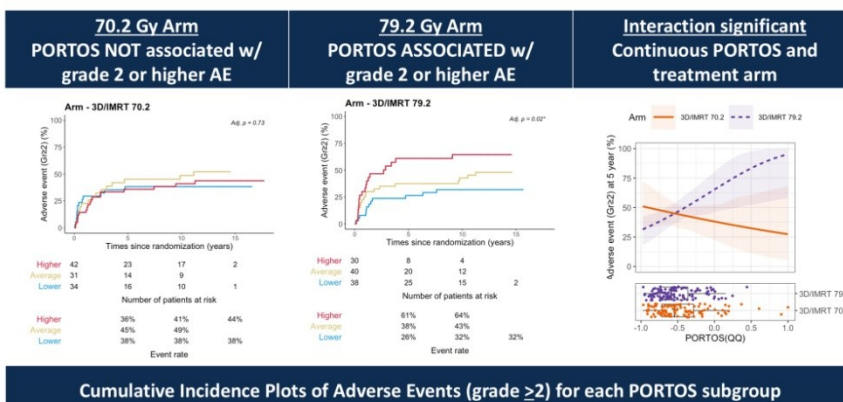 70.2 Gy Arm
PORTOS NOT associated w/
grade 2 or higher AE
79.2 Gy Arm
PORTOS ASSOCIATED w/
grade 2 or higher AE
Interaction significant
Continuous PORTOS and
treatment arm
Arm - 3D/IMRT 70.2
Adj. p = 0.73
Adverse event (Gr≥2) (%)
100
75
50
25
0
0 5 10 15
Times since randomization (years)
Higher 42 23 17 2
Average 31 14 9
Lower 34 16 10 1
Number of patients at risk
Higher 36% 41% 44%
Average 45% 49%
Lower 38% 38% 38%
Event rate
Arm - 3D/IMRT 79.2
Adj. p = 0.02*
Adverse event (Gr≥2) (%)
100
75
50
25
0
0 5 10 15
Times since randomization (years)
Higher 30 8 4
Average 40 20 12
Lower 38 25 15 2
Number of patients at risk
Higher 61% 64%
Average 38% 43%
Lower 26% 32% 32%
Event rate
Arm 3D/IMRT 70.2 3D/IMRT 79.2
Adverse event (Gr≥2) at 5 year (%)
100
75
50
25
0
3D/IMRT 79
3D/IMRT 70
-1.0 -0.5 0.0 0.5 1.0
PORTOS(QQ)
Cumulative Incidence Plots of Adverse Events (grade ≥2) for each PORTOS subgroup